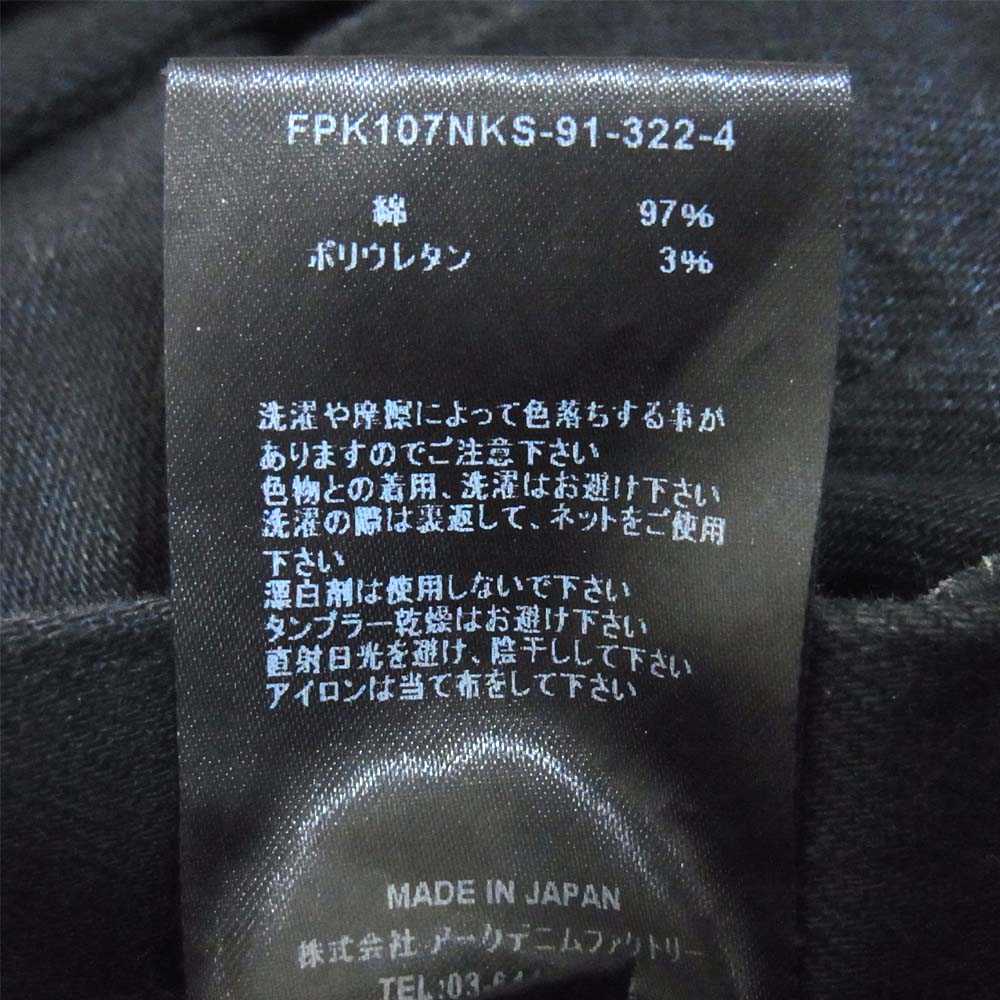 FPK107NKS-91-322-4
綿 97%
ポリウレタン 3%
洗濯や摩擦によって色落ちする事が
ありますのでご注意下さい
色物との着用、洗濯はお避け下さい
洗濯の際は裏返して、ネットをご使用
下さい
漂白剤は使用しないで下さい
タンブラー乾燥はお避け下さい
直射日光を避け、陰干しして下さい
アイロンは当て布をして下さい
MADE IN JAPAN
株式会社 アークデニムファクトリー
TEL:03-64